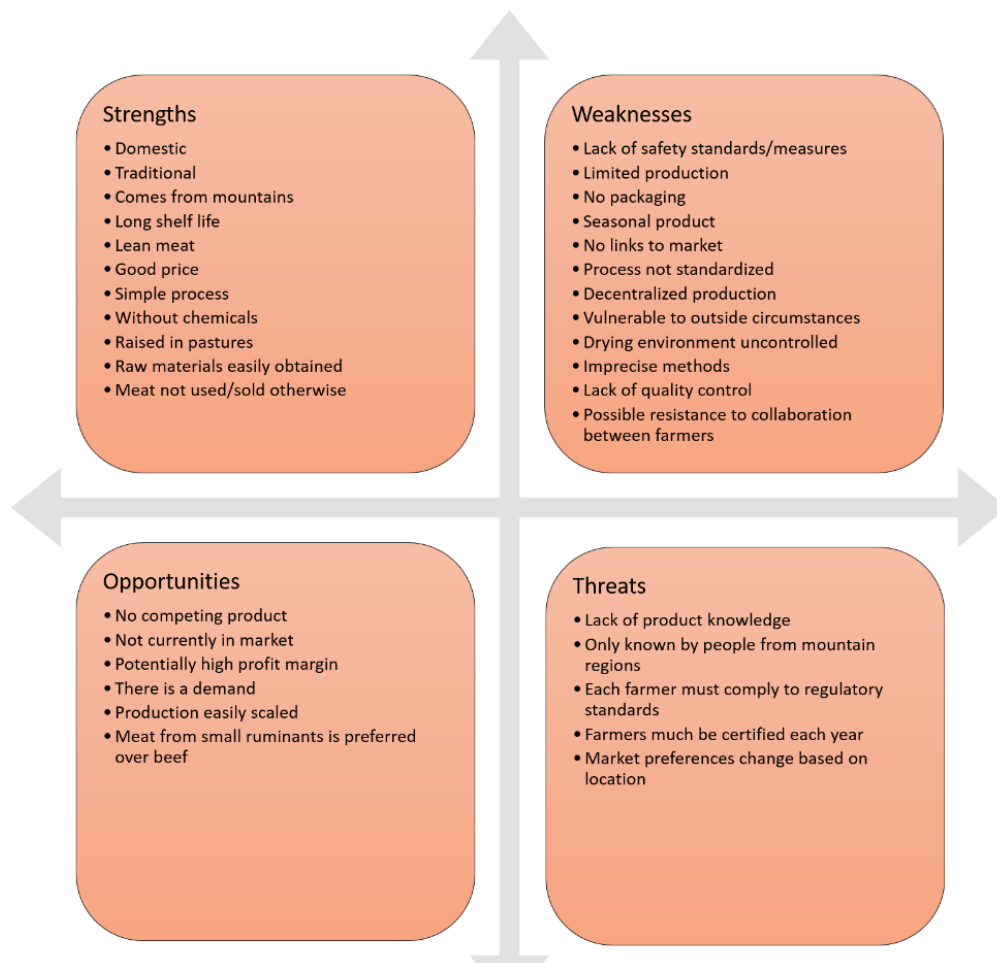 Strengths
• Domestic
• Traditional
• Comes from mountains
• Long shelf life
• Lean meat
• Good price
• Simple process
• Without chemicals
• Raised in pastures
• Raw materials easily obtained
• Meat not used/sold otherwise
Weaknesses
• Lack of safety standards/measures
• Limited production
• No packaging
• Seasonal product
• No links to market
• Process not standardized
• Decentralized production
• Vulnerable to outside circumstances
• Drying environment uncontrolled
• Imprecise methods
• Lack of quality control
• Possible resistance to collaboration
between farmers
Opportunities
• No competing product
• Not currently in market
• Potentially high profit margin
• There is a demand
• Production easily scaled
• Meat from small ruminants is preferred
over beef
Threats
• Lack of product knowledge
• Only known by people from mountain
regions
• Each farmer must comply to regulatory
standards
• Farmers much be certified each year
• Market preferences change based on
location